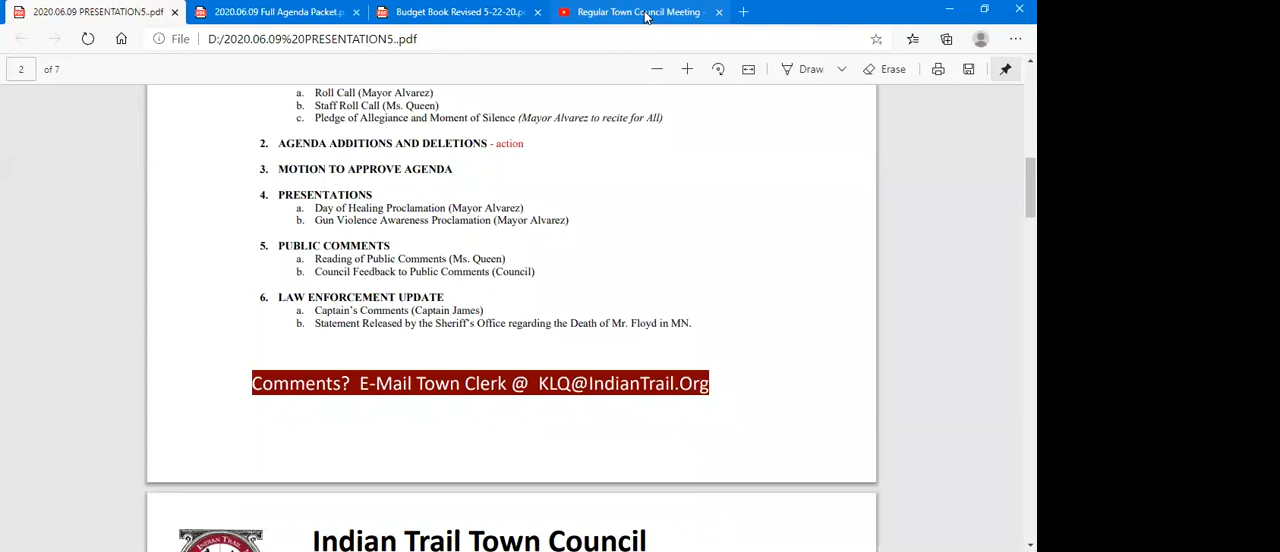 2020.06.09 PRESENTATION5..pdf
2020.06.09 Full Agenda Packet.p
Budget Book Revised 5-22-20.pd
Regular Town Council Meeting -
File
D:/2020.06.09%20PRESENTATION5..pdf
2 of 7
Draw
Erase
a. Roll Call (Mayor Alvarez)
b. Staff Roll Call (Ms. Queen)
c. Pledge of Allegiance and Moment of Silence (Mayor Alvarez to recite for All)
2. AGENDA ADDITIONS AND DELETIONS - action
3. MOTION TO APPROVE AGENDA
4. PRESENTATIONS
a. Day of Healing Proclamation (Mayor Alvarez)
b. Gun Violence Awareness Proclamation (Mayor Alvarez)
5. PUBLIC COMMENTS
a. Reading of Public Comments (Ms. Queen)
b. Council Feedback to Public Comments (Council)
6. LAW ENFORCEMENT UPDATE
a. Captain's Comments (Captain James)
b. Statement Released by the Sheriff's Office regarding the Death of Mr. Floyd in MN.
Comments? E-Mail Town Clerk @ KLQ@IndianTrail.Org
INDIAN TRAIL
Indian Trail Town Council